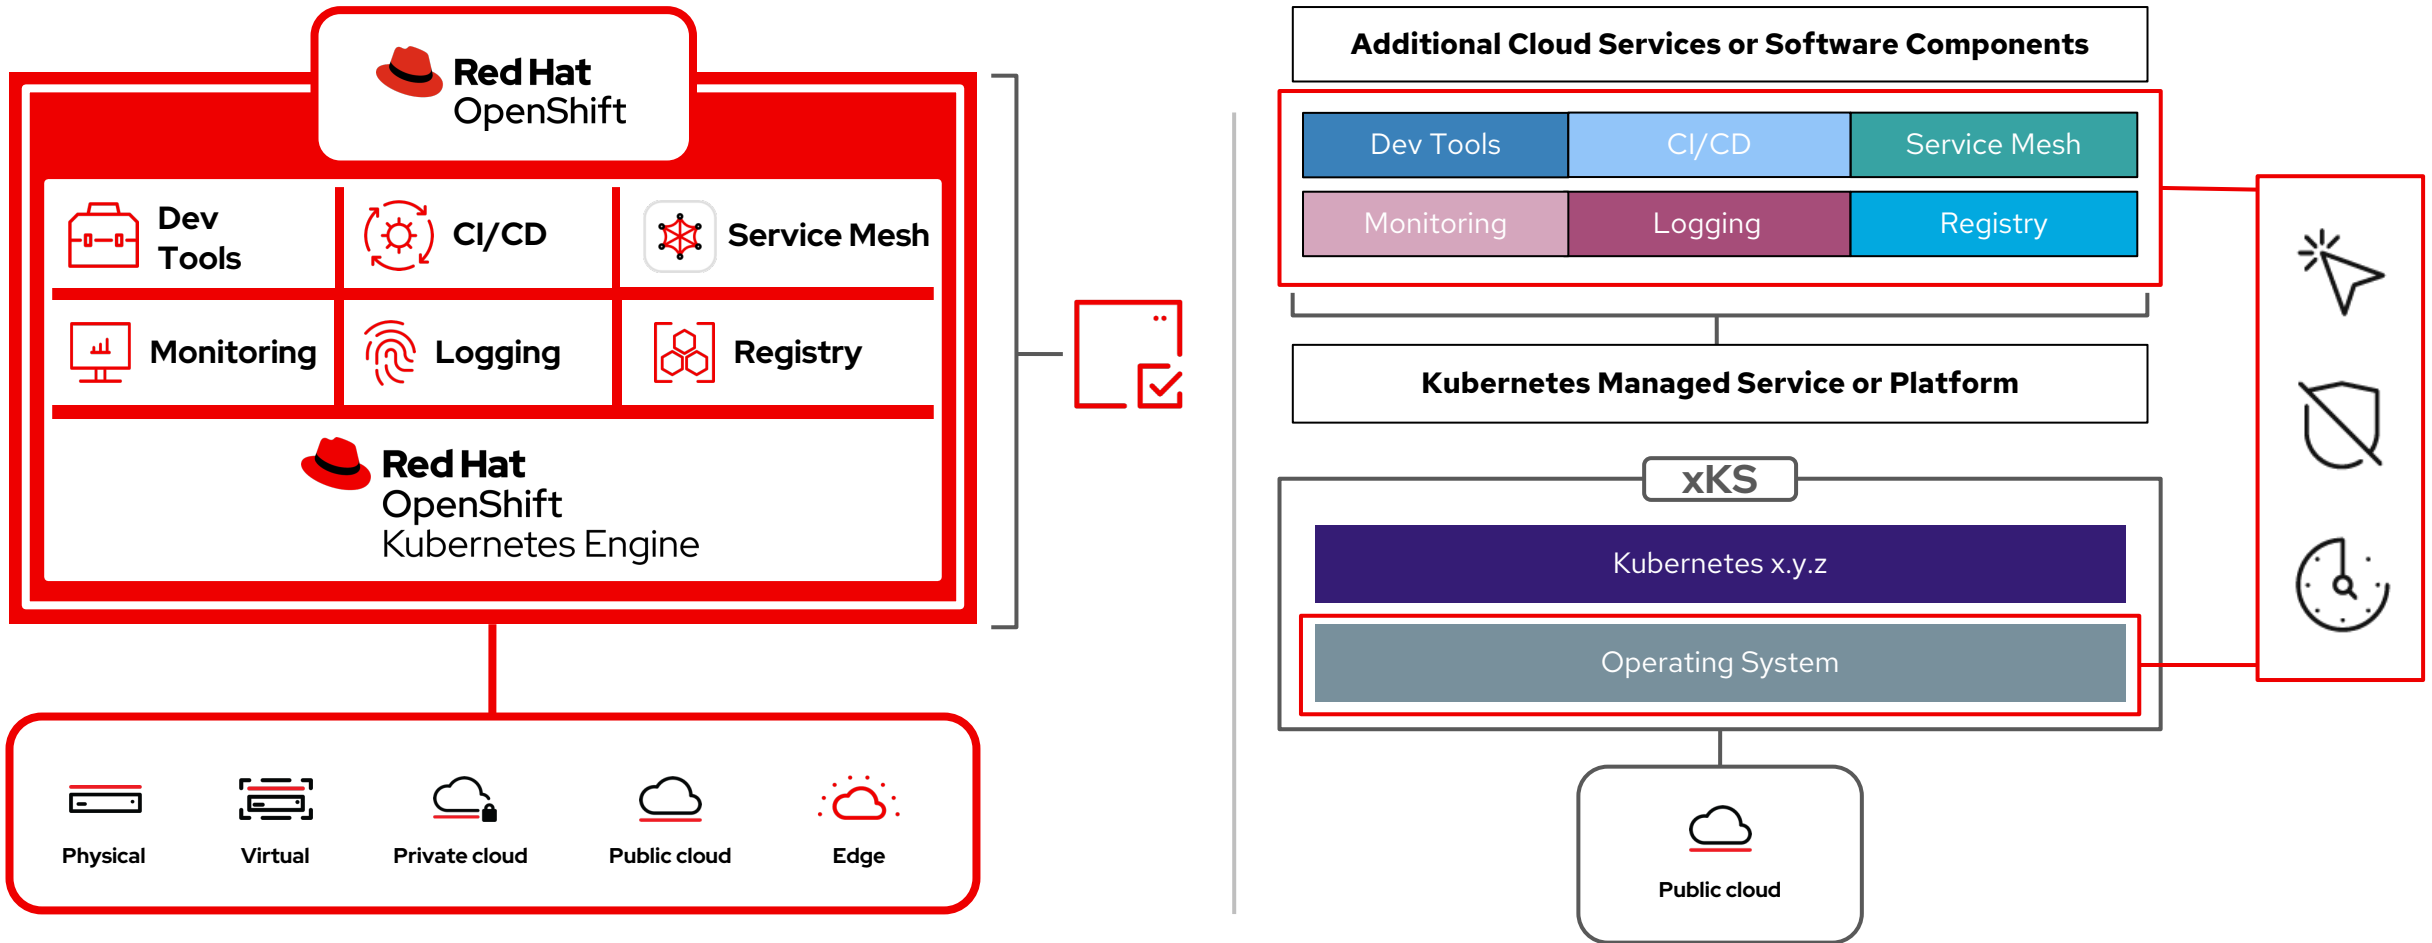 Red Hat
OpenShift
Dev
Tools
CI/CD
Service Mesh
Monitoring
Logging
Registry
Red Hat
OpenShift
Kubernetes Engine
Physical
Virtual
Private cloud
Public cloud
Edge
Additional Cloud Services or Software Components
Dev Tools
CI/CD
Service Mesh
Monitoring
Logging
Registry
Kubernetes Managed Service or Platform
xKS
Kubernetes x.y.z
Operating System
Public cloud